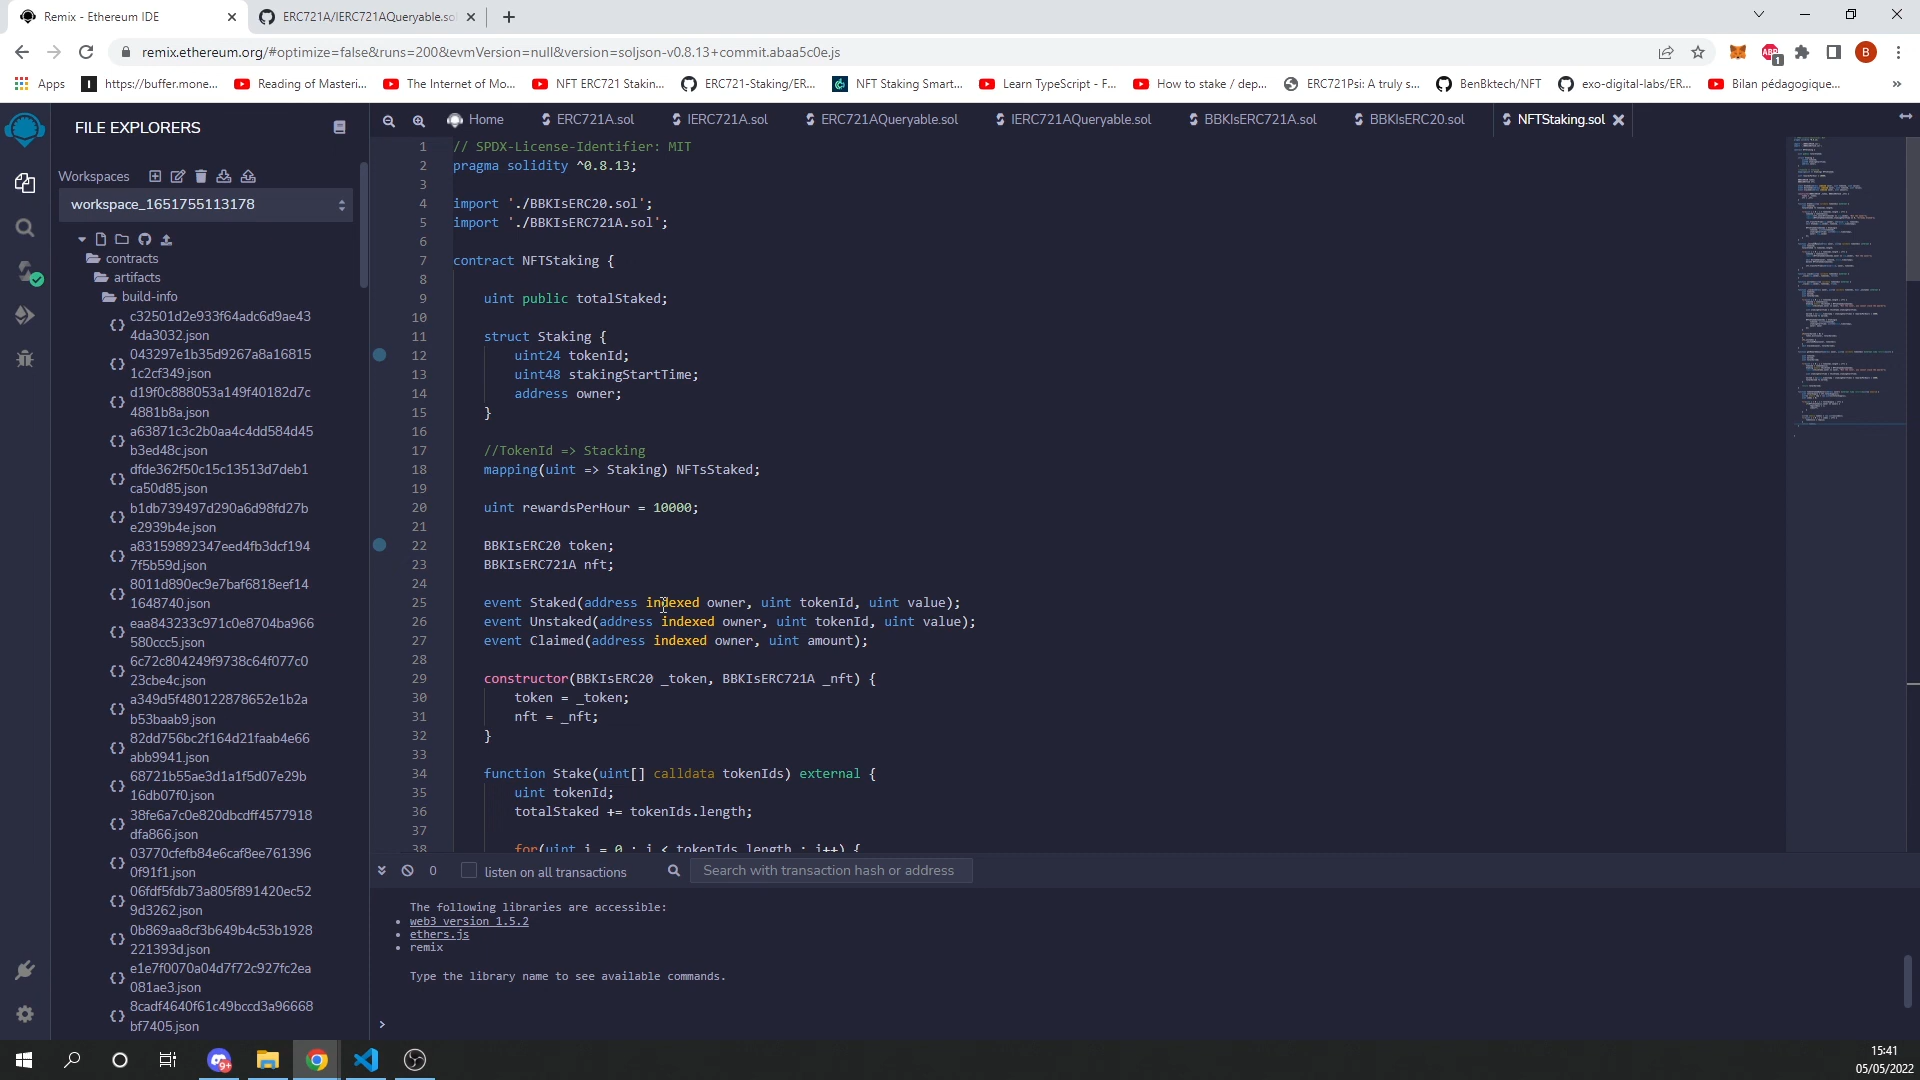 Remix - Ethereum IDE
ERC721A/IERC721AQueryable.sol
remix.ethereum.org/#optimize=false&runs=200&evmVersion=null&version=soljson-v0.8.13+commit.abaa5c0e.js
ABP
1
B
Apps
https://buffer.mone...
Reading of Masteri...
The Internet of Mo...
NFT ERC721 Stakin...
ERC721-Staking/ER...
NFT Staking Smart...
Learn TypeScript - F...
How to stake / dep...
ERC721Psi: A truly s...
BenBktech/NFT
exo-digital-labs/ER...
Bilan pédagogique...
»
FILE EXPLORERS
Home
ERC721A.sol
IERC721A.sol
ERC721AQueryable.sol
IERC721AQueryable.sol
BBKIsERC721A.sol
BBKIsERC20.sol
NFTStaking.sol
Workspaces
workspace_1651755113178
contracts
artifacts
build-info
c32501d2e933f64adc6d9ae43
4da3032.json
043297e1b35d9267a8a16815
1c2cf349.json
d19f0c888053a149f40182d7c
4881b8a.json
a63871c3c2b0aa4c4dd584d45
b3ed48c.json
dfde362f50c15c13513d7deb1
ca50d85.json
b1db739497d290a6d98fd27b
e2939b4e.json
a83159892347eed4fb3dcf194
7f5b59d.json
8011d890ec9e7baf6818eef14
1648740.json
eaa843233c971c0e8704ba966
580ccc5.json
6c72c804249f9738c64f077c0
23cbe4c.json
a349d5f480122878652e1b2a
b53baab9.json
82dd756bc2f164d21faab4e66
abb9941.json
68721b55ae3d1a1f5d07e29b
16db07f0.json
38fe6a7c0e820dbcdff4577918
dfa866.json
03770cfefb84e6caf8ee761396
0f91f1.json
06fdf5fdb73a805f891420ec52
9d3262.json
0b869aa8cf3b649b4c53b1928
221393d.json
e1e7f0070a04d7f72c927fc2ea
081ae3.json
8cadf4640f61c49bccd3a96668
bf7405.json
1 // SPDX-License-Identifier: MIT
2 pragma solidity ^0.8.13;
3
4 import './BBKIsERC20.sol';
5 import './BBKIsERC721A.sol';
6
7 contract NFTStaking {
8
9 uint public totalStaked;
10
11 struct Staking {
12 uint24 tokenId;
13 uint48 stakingStartTime;
14 address owner;
15 }
16
17 //TokenId => Stacking
18 mapping(uint => Staking) NFTsStaked;
19
20 uint rewardsPerHour = 10000;
21
22 BBKIsERC20 token;
23 BBKIsERC721A nft;
24
25 event Staked(address indexed owner, uint tokenId, uint value);
26 event Unstaked(address indexed owner, uint tokenId, uint value);
27 event Claimed(address indexed owner, uint amount);
28
29 constructor(BBKIsERC20 _token, BBKIsERC721A _nft) {
30 token = _token;
31 nft = _nft;
32 }
33
34 function Stake(uint[] calldata tokenIds) external {
35 uint tokenId;
36 totalStaked += tokenIds.length;
37
38 for(uint i = 0 ; i < tokenIds.length ; i++) {
0
listen on all transactions
Search with transaction hash or address
The following libraries are accessible:
• web3 version 1.5.2
• ethers.js
• remix
Type the library name to see available commands.
>
9+
15:41
05/05/2022